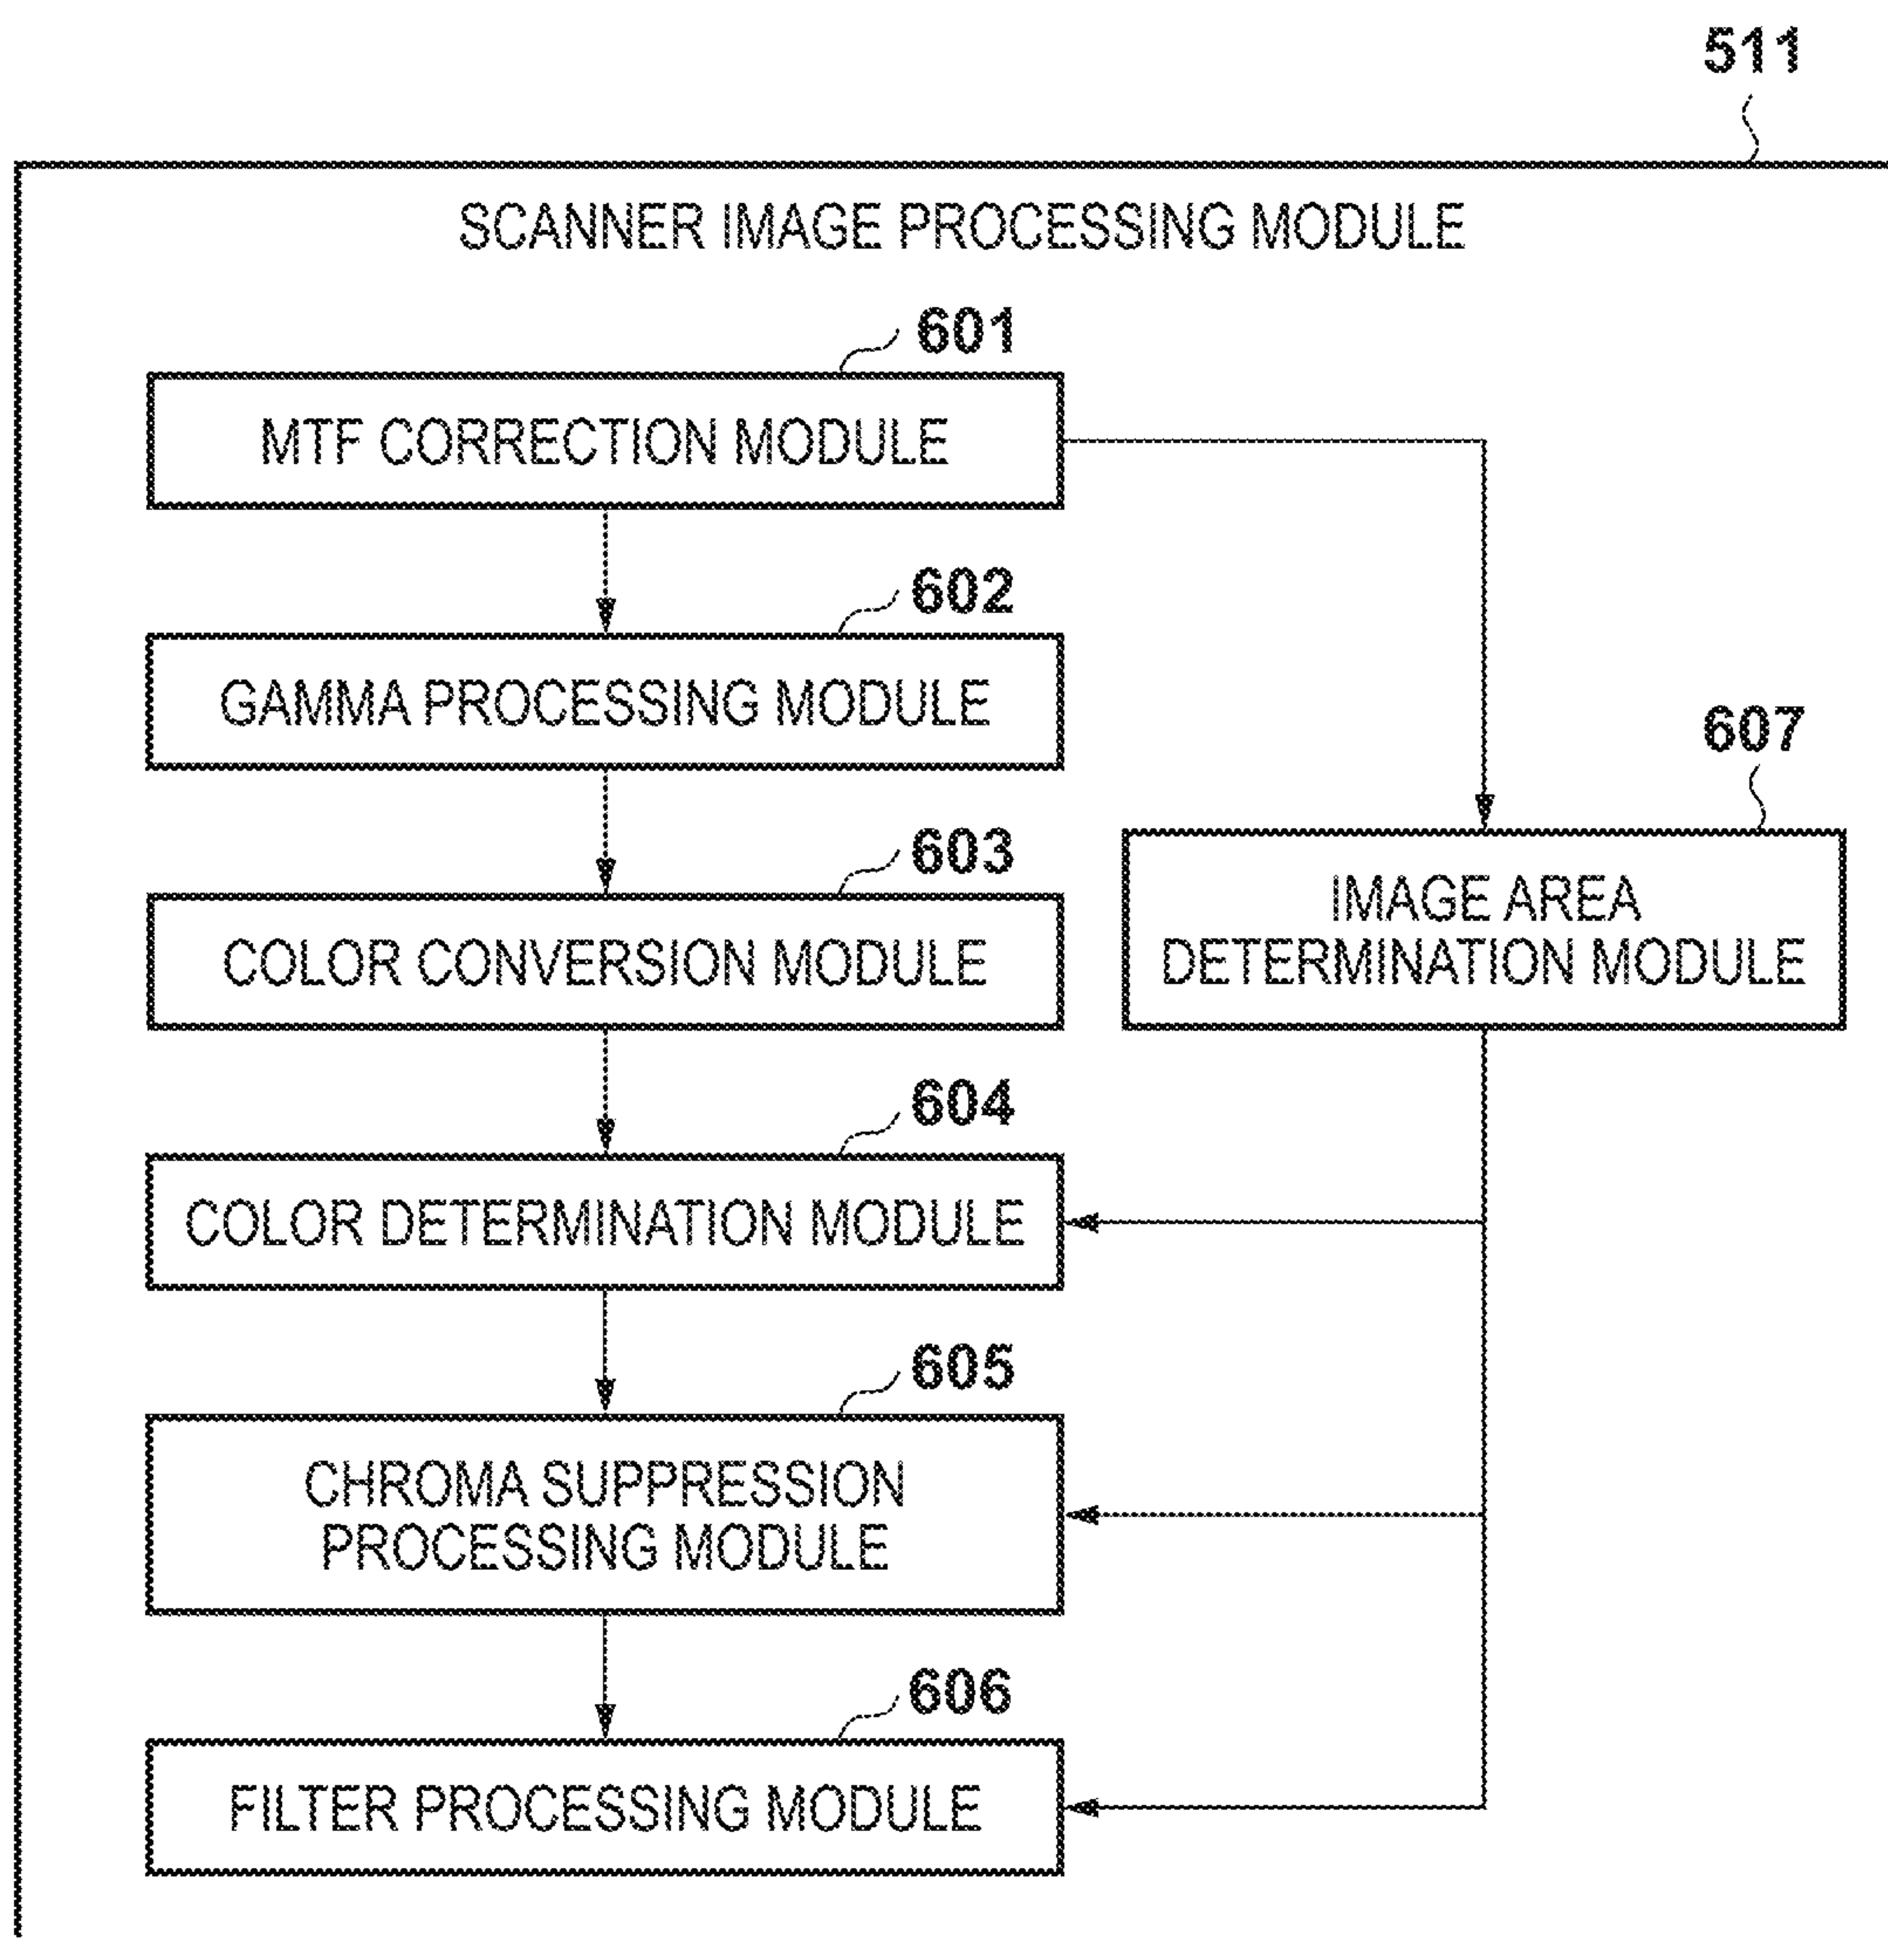 511
SCANNER IMAGE PROCESSING MODULE
601
MTF CORRECTION MODULE
602
GAMMA PROCESSING MODULE
607
603
IMAGE AREA
DETERMINATION MODULE
COLOR CONVERSION MODULE
604
COLOR DETERMINATION MODULE
605
CHROMA SUPPRESSION
PROCESSING MODULE
606
FILTER PROCESSING MODULE